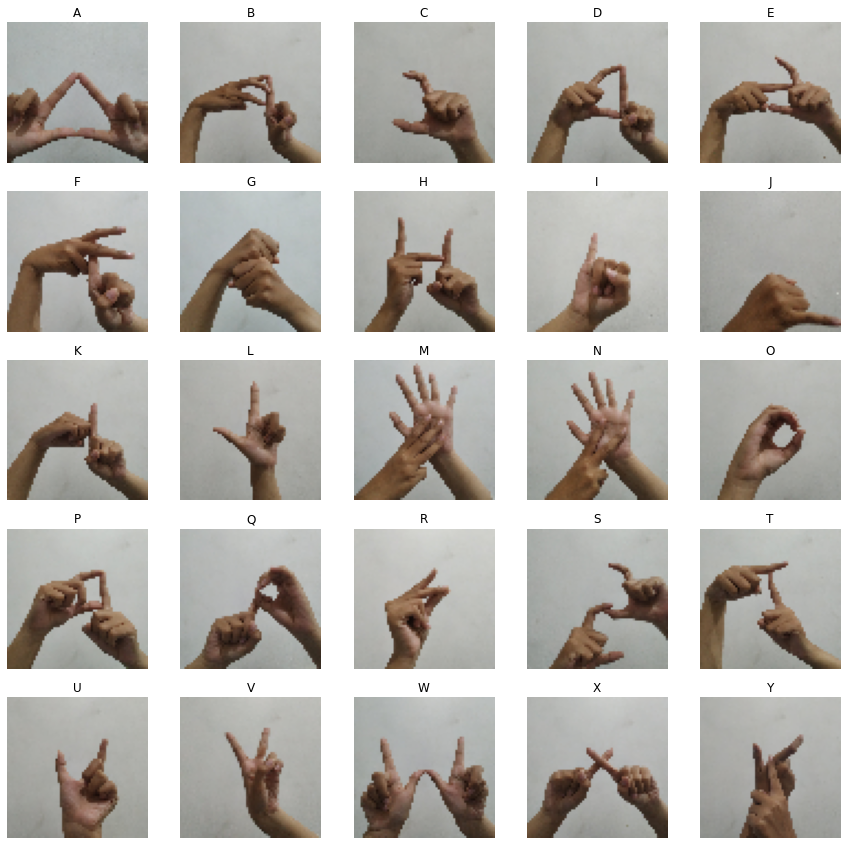 A B C D E
F G H I J
K L M N O
P Q R S T
U V W X Y